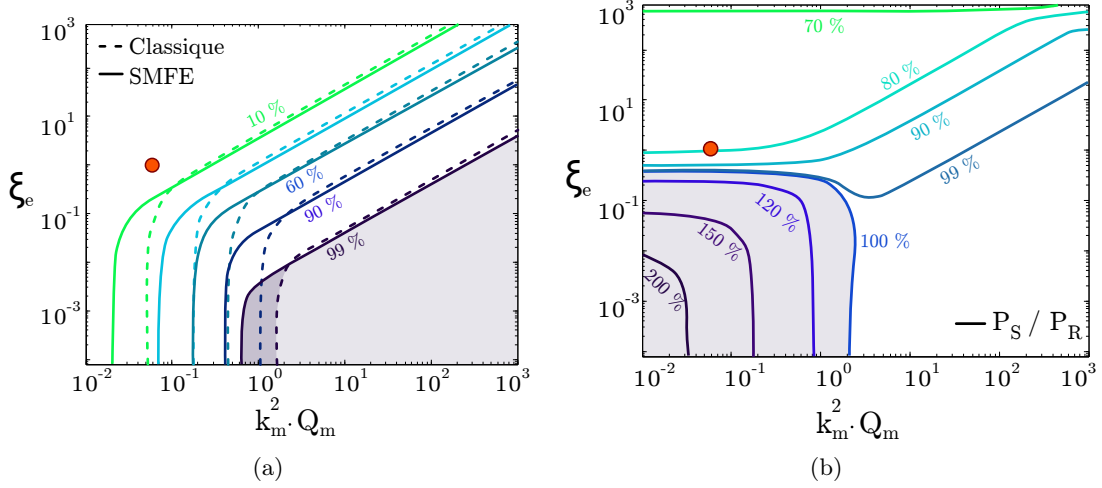 (a)
10³
10¹
10⁻¹
10⁻³
ξₑ
Classique
SMFE
10 %
60 %
90 %
99 %
10⁻² 10⁻¹ 10⁰ 10¹ 10² 10³
k²ₘ·Qₘ
(b)
10³
10¹
10⁻¹
10⁻³
ξₑ
70 %
80 %
90 %
99 %
100 %
120 %
150 %
200 %
P_S / P_R
10⁻² 10⁻¹ 10⁰ 10¹ 10² 10³
k²ₘ·Qₘ